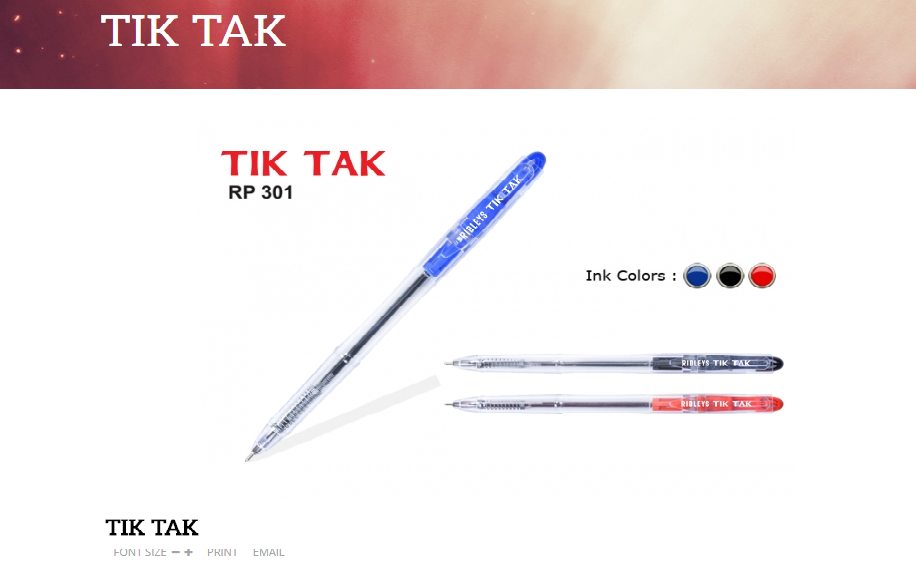 TIK TAK
TIK TAK
RP 301
RIBLEYS TIK TAK
Ink Colors :
RIBLEYS TIK TAK
RIBLEYS TIK TAK
TIK TAK
FONT SIZE PRINT EMAIL